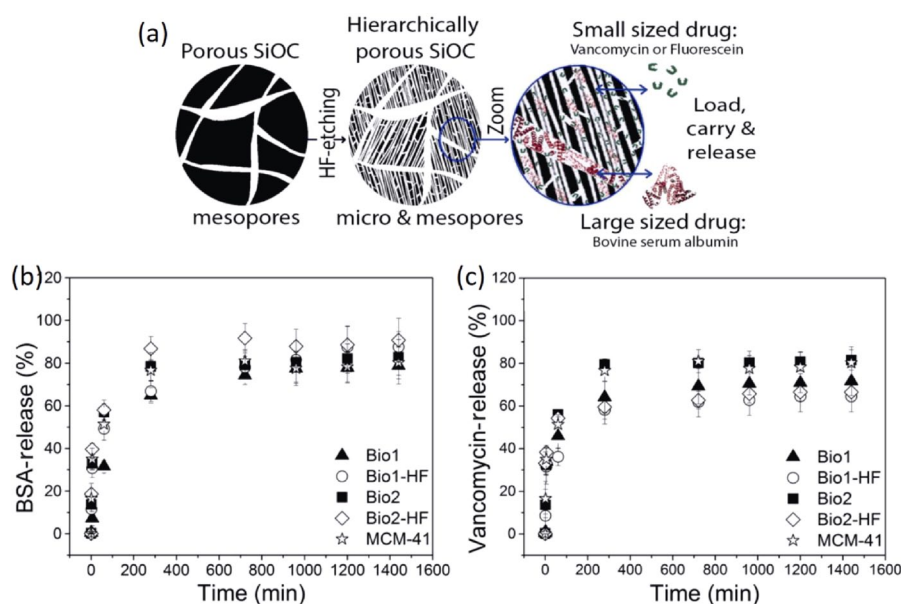 (a)
Porous SiOC
mesopores
HF-etching
Hierarchically
porous SiOC
micro & mesopores
Zoom
Small sized drug:
Vancomycin or Fluorescein
Load,
carry &
release
Large sized drug:
Bovine serum albumin
(b)
BSA-release (%)
120
100
80
60
40
20
0
0 200 400 600 800 1000 1200 1400 1600
Time (min)
Bio1
Bio1-HF
Bio2
Bio2-HF
MCM-41
(c)
Vancomycin-release (%)
120
100
80
60
40
20
0
0 200 400 600 800 1000 1200 1400 1600
Time (min)
Bio1
Bio1-HF
Bio2
Bio2-HF
MCM-41